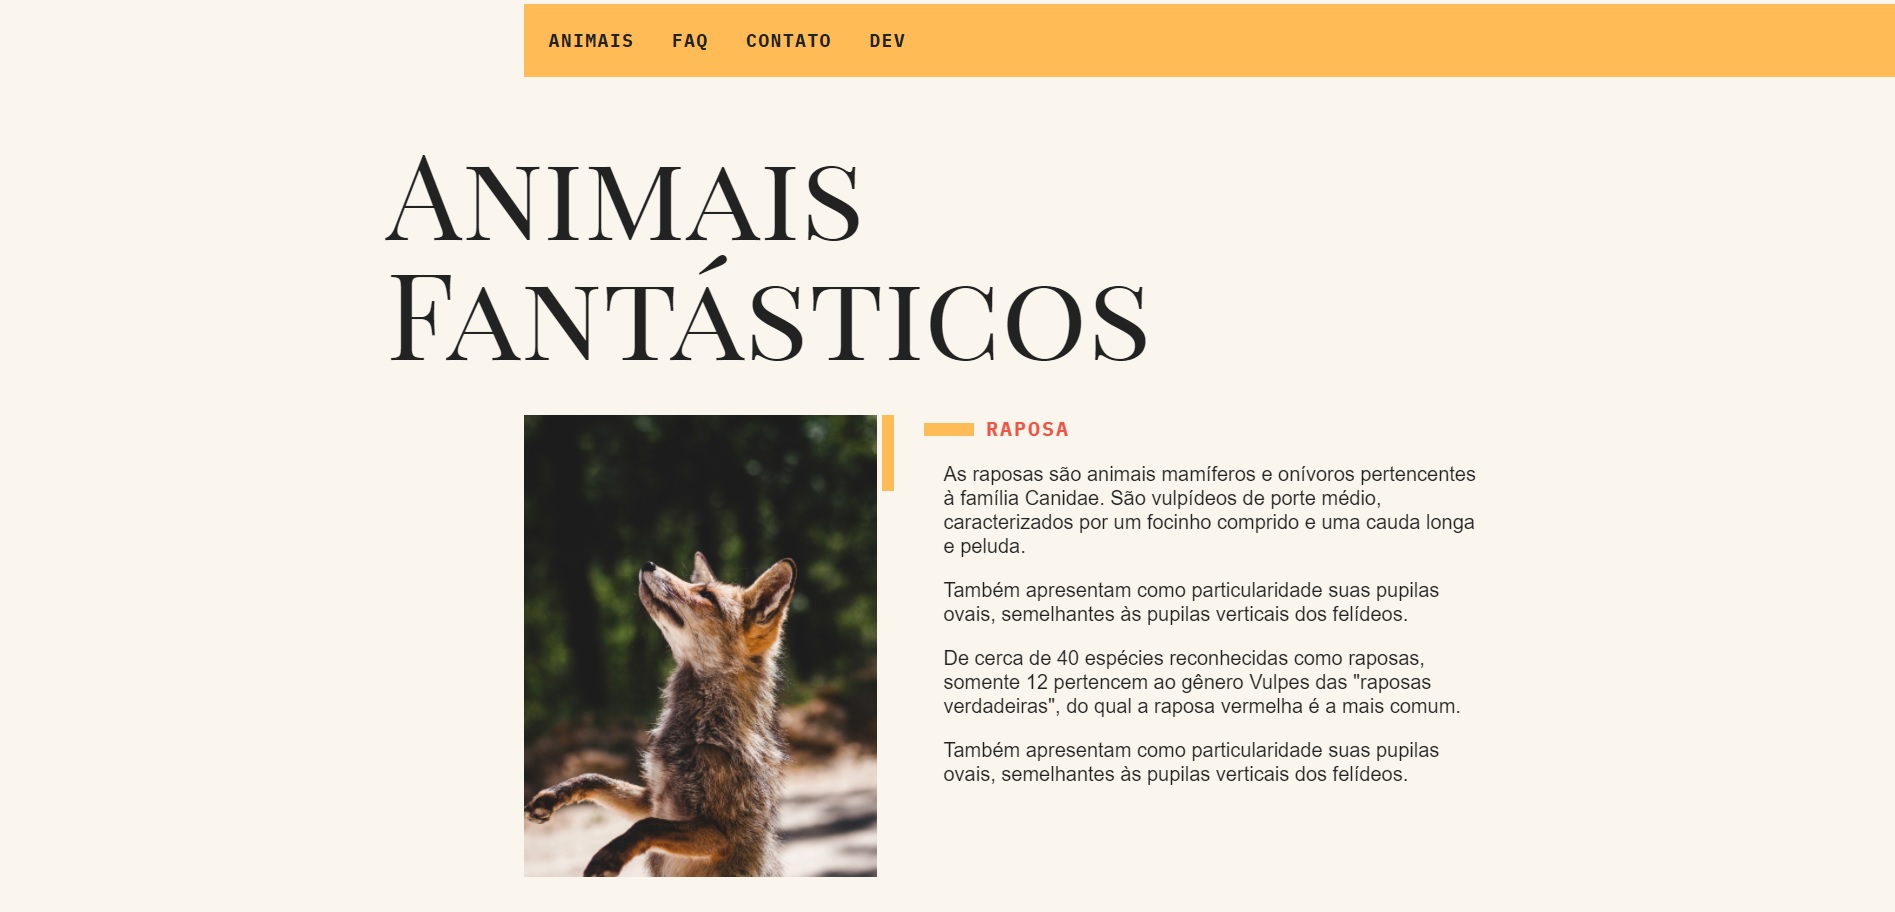 ANIMAIS FAQ CONTATO DEV
Animais
Fantásticos
RAPOSA
As raposas são animais mamíferos e onívoros pertencentes
à família Canidae. São vulpídeos de porte médio,
caracterizados por um focinho comprido e uma cauda longa
e peluda.
Também apresentam como particularidade suas pupilas
ovais, semelhantes às pupilas verticais dos felídeos.
De cerca de 40 espécies reconhecidas como raposas,
somente 12 pertencem ao gênero Vulpes das "raposas
verdadeiras", do qual a raposa vermelha é a mais comum.
Também apresentam como particularidade suas pupilas
ovais, semelhantes às pupilas verticais dos felídeos.